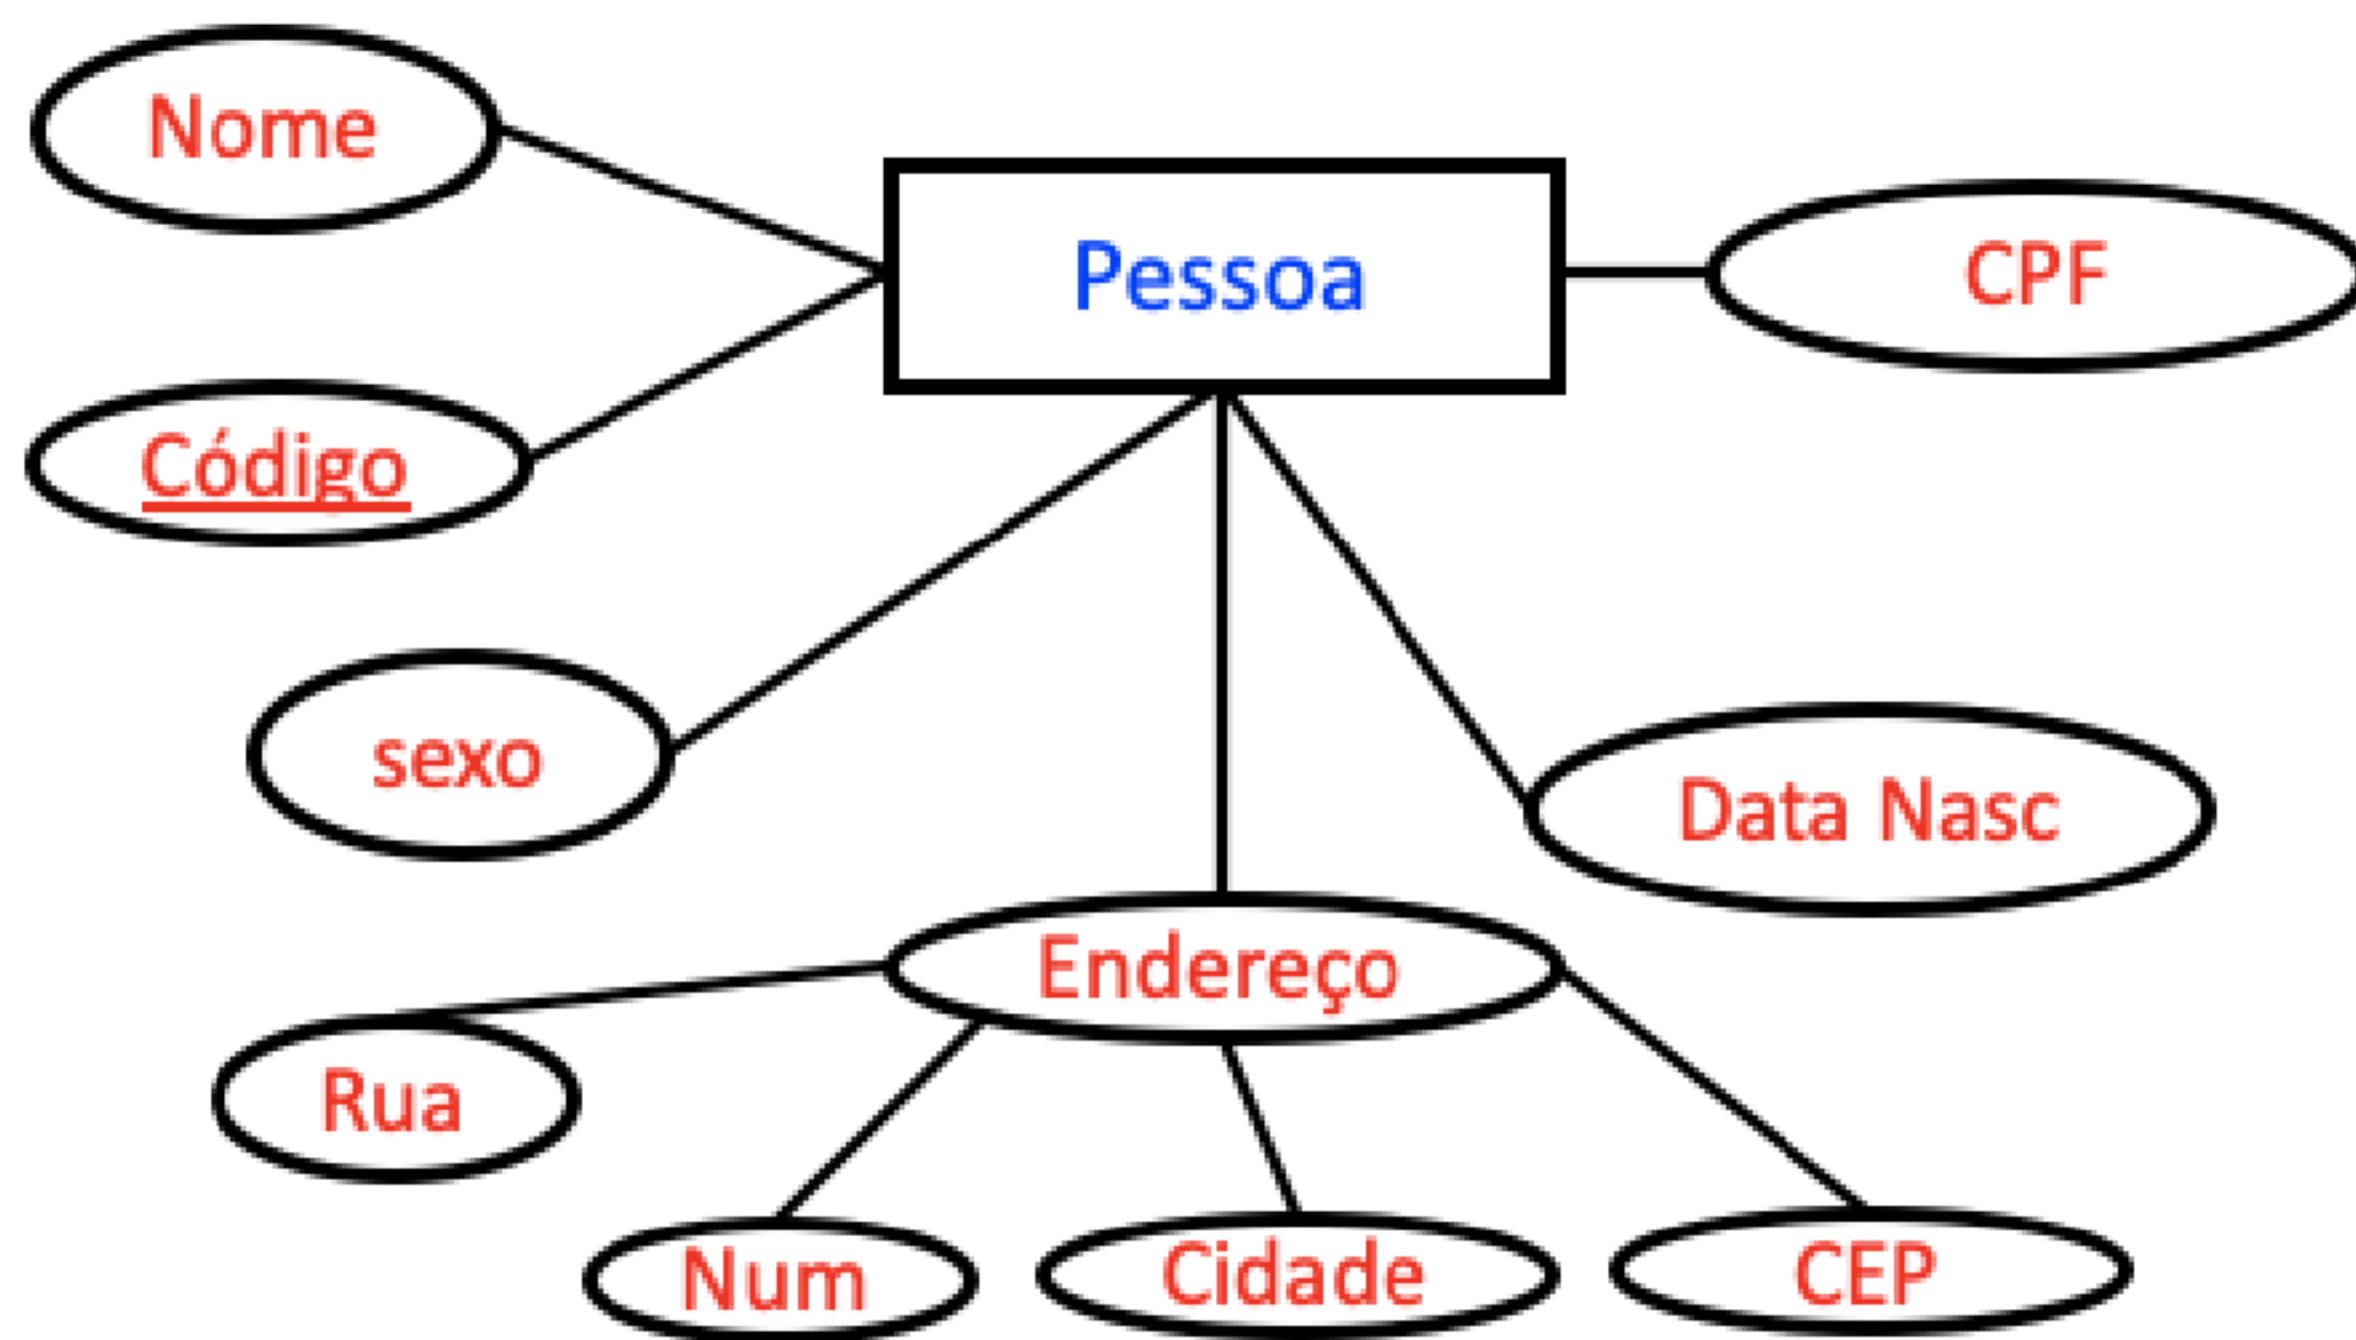 Nome
Pessoa
CPF
Código
sexo
Data Nasc
Endereço
Rua
Num
Cidade
CEP